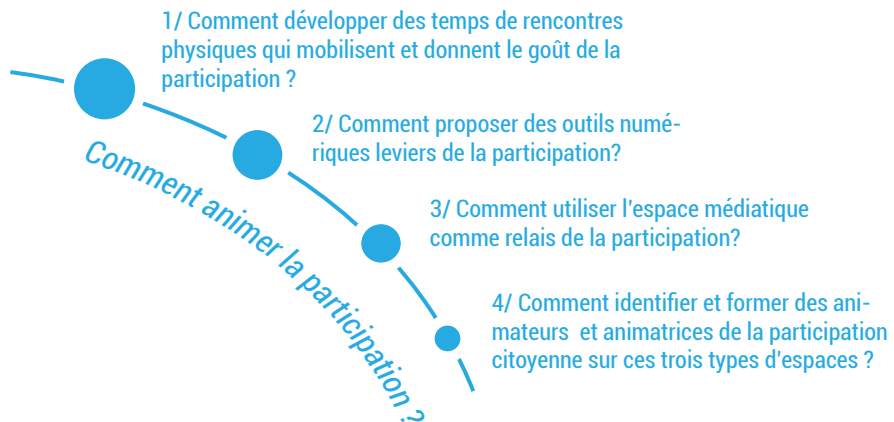 1/ Comment développer des temps de rencontres
physiques qui mobilisent et donnent le goût de la
participation ?
2/ Comment proposer des outils numé-
riques leviers de la participation?
3/ Comment utiliser l'espace médiatique
comme relais de la participation?
4/ Comment identifier et former des ani-
mateurs  et animatrices de la participation
citoyenne sur ces trois types d'espaces ?
Comment animer la participation ?